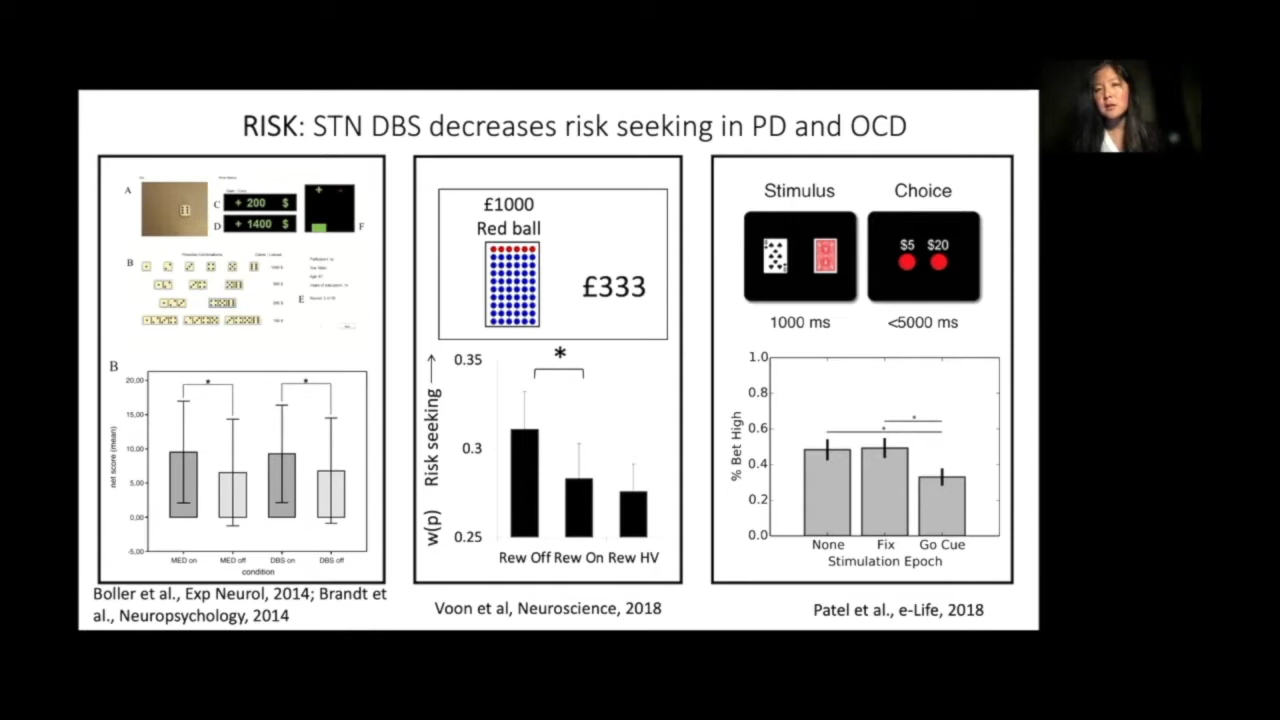 RISK: STN DBS decreases risk seeking in PD and OCD
A
C
+ 200 $
D
+ 1400 $
F
B
E
B
20,00
15,00
10,00
5,00
0,00
-5,00
net score (mean)
*
*
MED on
MED off
DBS on
DBS off
condition
Boller et al., Exp Neurol, 2014; Brandt et
al., Neuropsychology, 2014
£1000
Red ball
£333
w(p) Risk seeking
0.35
0.3
0.25
*
Rew Off Rew On Rew HV
Voon et al, Neuroscience, 2018
Stimulus
Choice
$5 $20
1000 ms
<5000 ms
1.0
0.8
0.6
0.4
0.2
0.0
% Bet High
*
*
None
Fix
Go Cue
Stimulation Epoch
Patel et al., e-Life, 2018